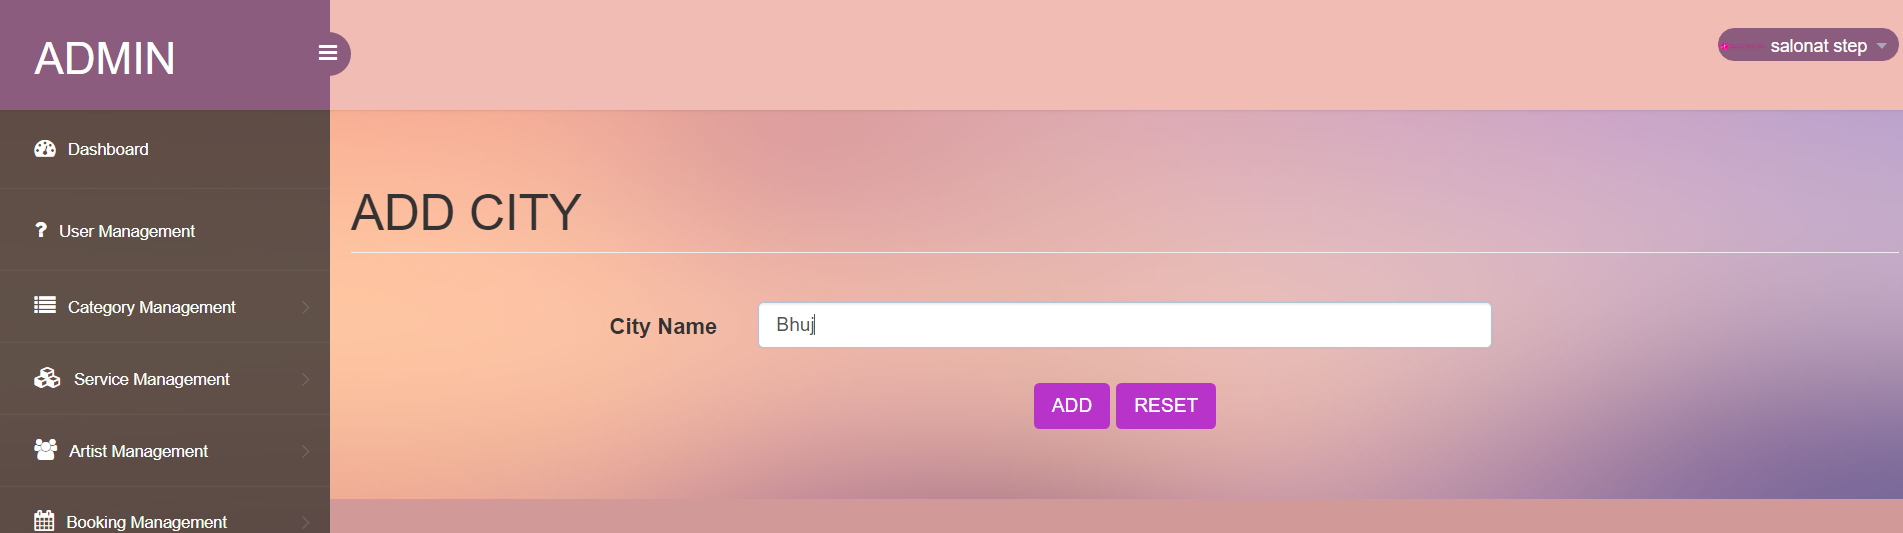 ADMIN
salonat step
Dashboard
? User Management
Category Management
Service Management
Artist Management
Booking Management
ADD CITY
City Name
Bhuj
ADD RESET